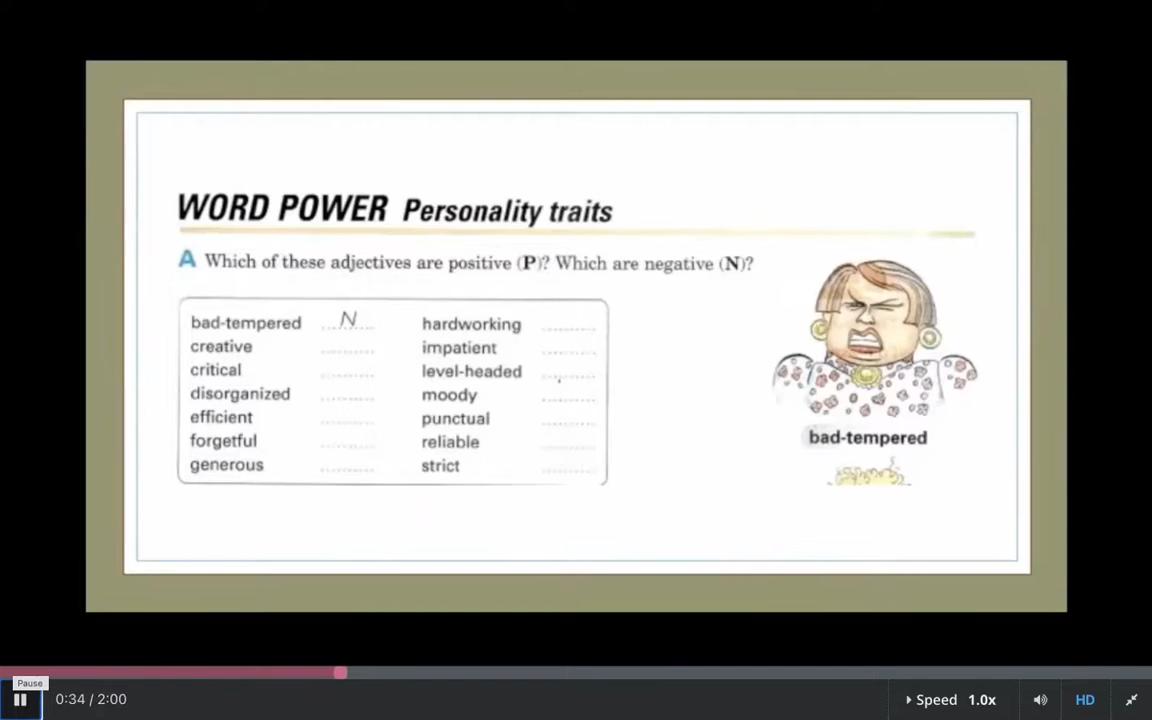 WORD POWER Personality traits
A Which of these adjectives are positive (P)? Which are negative (N)?
bad-tempered N
creative
critical
disorganized
efficient
forgetful
generous
hardworking
impatient
level-headed
moody
punctual
reliable
strict
bad-tempered
Pause
0:34 / 2:00
Speed 1.0x
HD